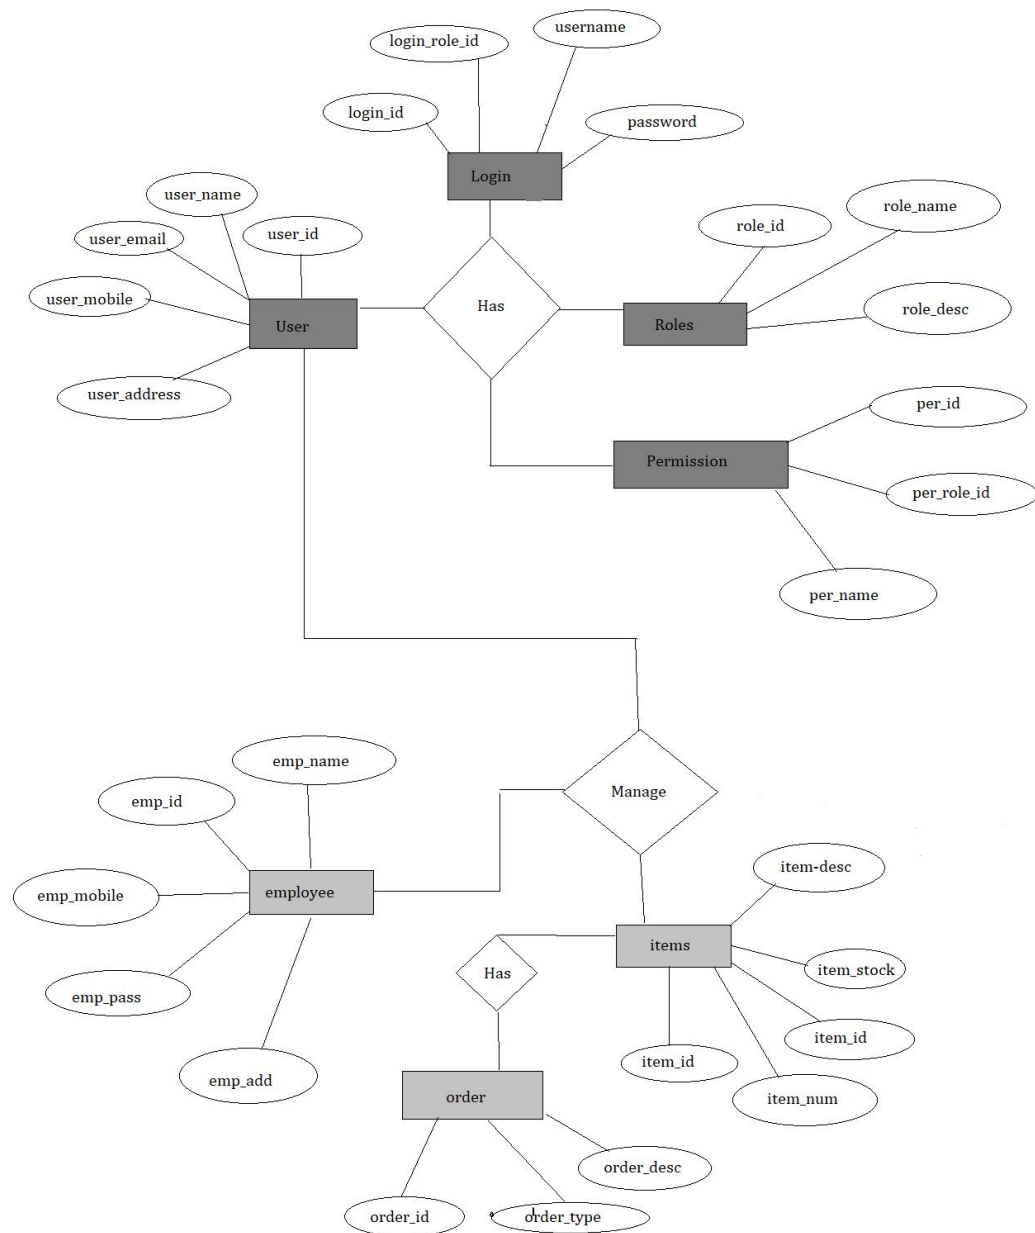 login_role_id
username
login_id
password
Login
user_name
user_email
user_id
user_mobile
User
user_address
Has
role_id
role_name
Roles
role_desc
per_id
Permission
per_role_id
per_name
Manage
emp_name
emp_id
emp_mobile
employee
emp_pass
emp_add
item-desc
items
item_stock
item_id
item_id
item_num
Has
order
order_desc
order_id
order_type